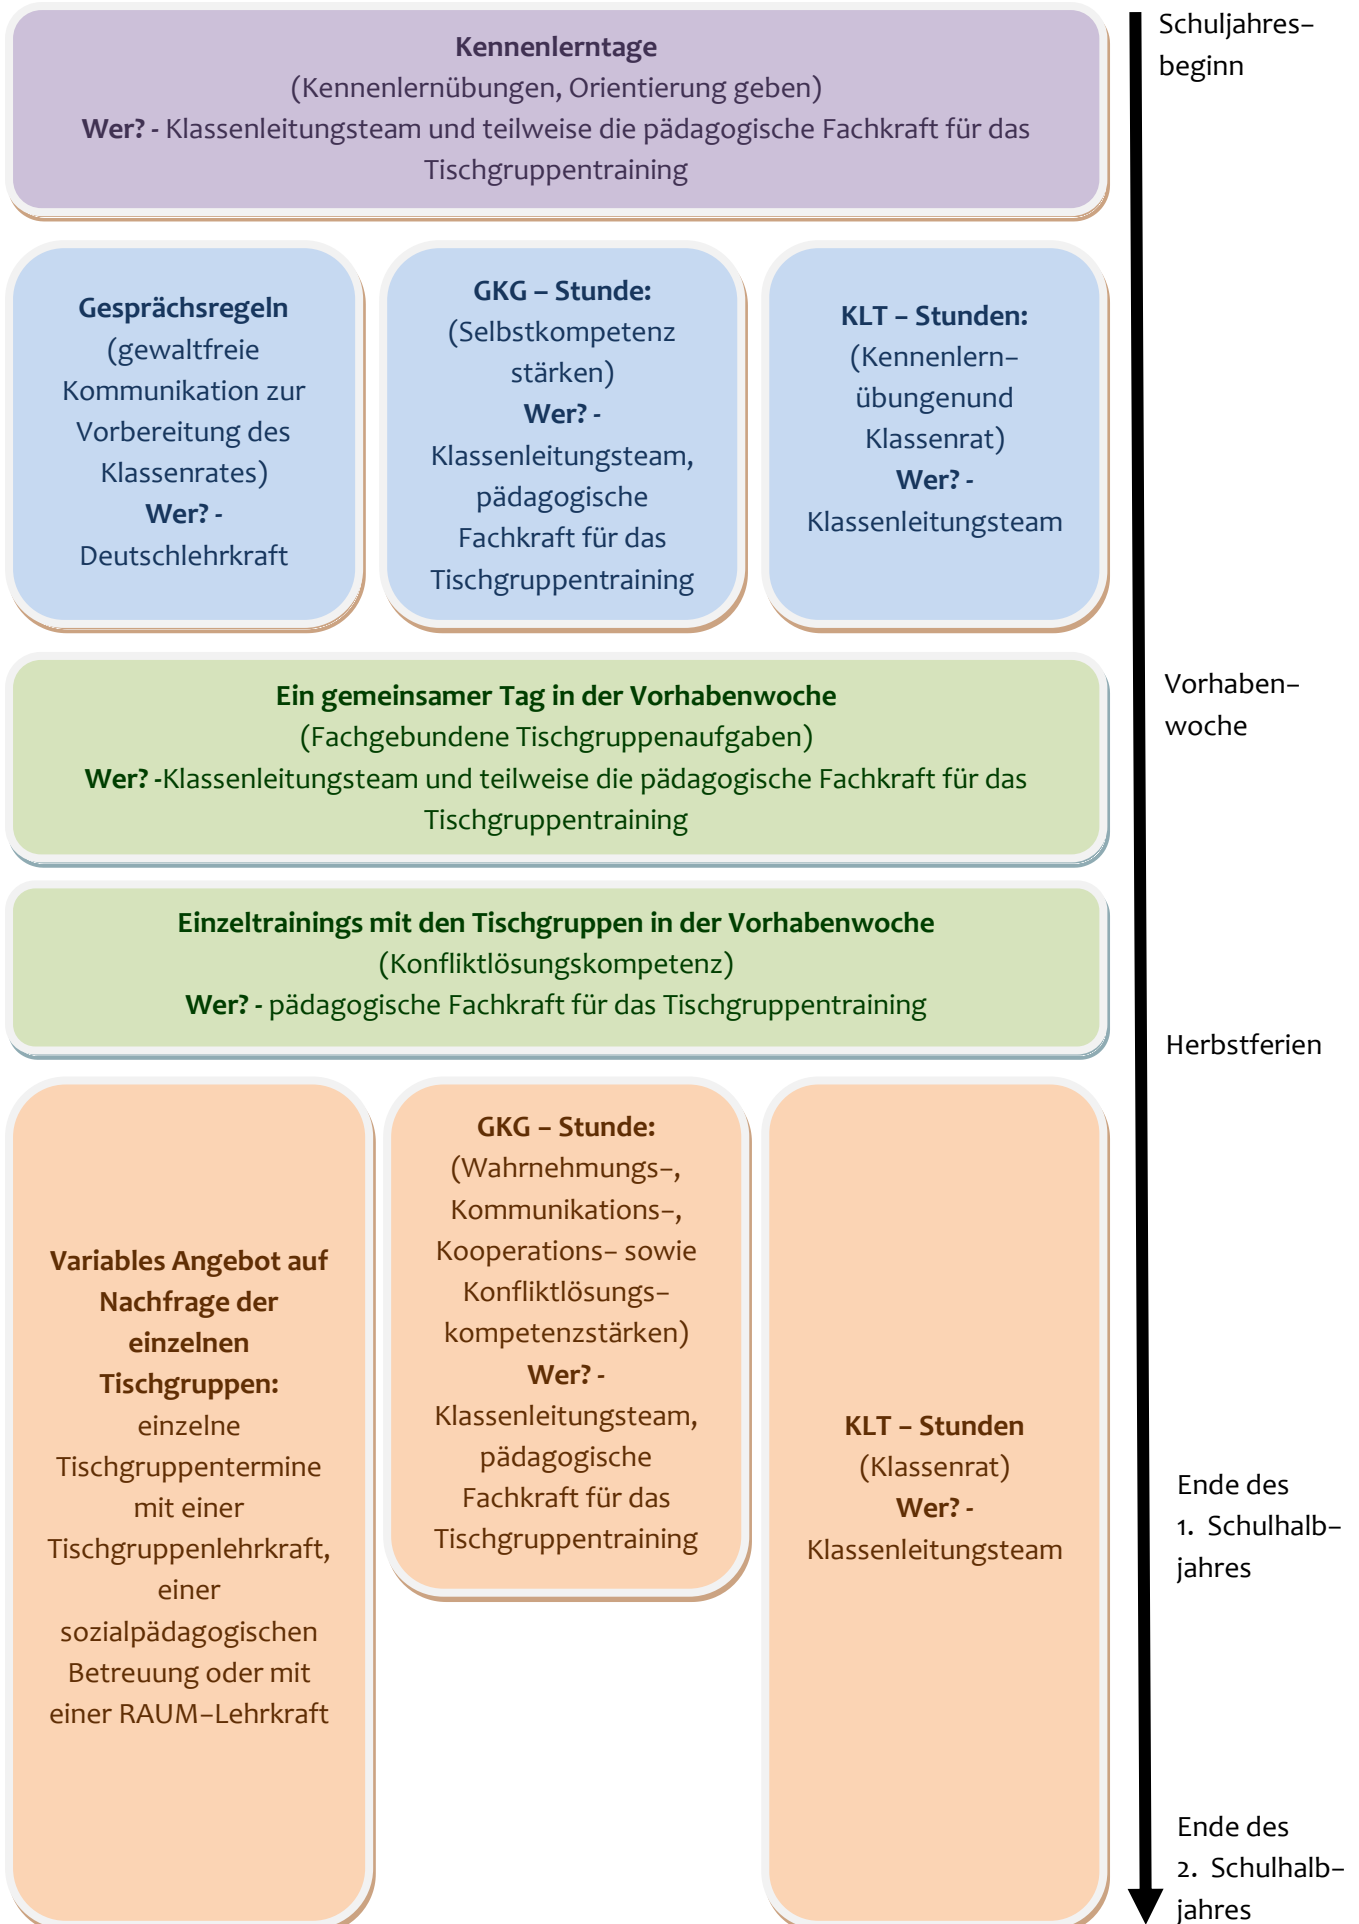 Kennenlerntage
(Kennenlernübungen, Orientierung geben)
Wer? - Klassenleitungsteam und teilweise die pädagogische Fachkraft für das
Tischgruppentraining
Schuljahres–
beginn
Gesprächsregeln
(gewaltfreie
Kommunikation zur
Vorbereitung des
Klassenrates)
Wer? -
Deutschlehrkraft
GKG – Stunde:
(Selbstkompetenz
stärken)
Wer? -
Klassenleitungsteam,
pädagogische
Fachkraft für das
Tischgruppentraining
KLT – Stunden:
(Kennenlern–
übungenund
Klassenrat)
Wer? -
Klassenleitungsteam
Ein gemeinsamer Tag in der Vorhabenwoche
(Fachgebundene Tischgruppenaufgaben)
Wer? -Klassenleitungsteam und teilweise die pädagogische Fachkraft für das
Tischgruppentraining
Vorhaben–
woche
Einzeltrainings mit den Tischgruppen in der Vorhabenwoche
(Konfliktlösungskompetenz)
Wer? - pädagogische Fachkraft für das Tischgruppentraining
Herbstferien
Variables Angebot auf
Nachfrage der
einzelnen
Tischgruppen:
einzelne
Tischgruppentermine
mit einer
Tischgruppenlehrkraft,
einer
sozialpädagogischen
Betreuung oder mit
einer RAUM–Lehrkraft
GKG – Stunde:
(Wahrnehmungs–,
Kommunikations–,
Kooperations– sowie
Konfliktlösungs–
kompetenzstärken)
Wer? -
Klassenleitungsteam,
pädagogische
Fachkraft für das
Tischgruppentraining
KLT – Stunden
(Klassenrat)
Wer? -
Klassenleitungsteam
Ende des
1. Schulhalb–
jahres
Ende des
2. Schulhalb–
jahres